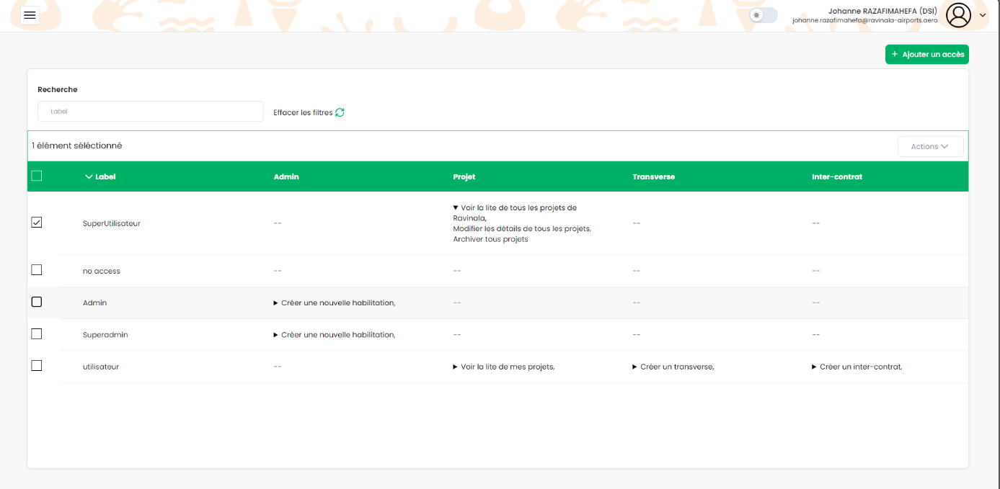 Johanne RAZAFIMAHEFA (DSI)
johanne.razafimahefa@ravinala-airports.aero
+ Ajouter un accès
Recherche
Label
Effacer les filtres
1 élément séléctionné
Actions
Label Admin Projet Transverse Inter-contrat
SuperUtilisateur -- Voir la lite de tous les projets de
Ravinala,
Modifier les détails de tous les projets,
Archiver tous projets
-- --
no access -- -- -- --
Admin Créer une nouvelle habilitation, -- -- --
Superadmin Créer une nouvelle habilitation, -- -- --
utilisateur -- Voir la lite de mes projets, Créer un transverse, Créer un inter-contrat,